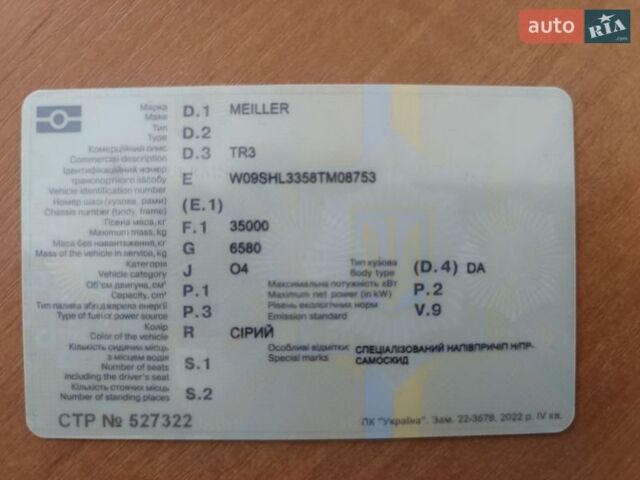 auto RIA.com
Марка
Make D.1 MEILLER
Тип
Type D.2
Комерційний опис
Commercial description D.3 TR3
Ідентифікаційний номер
транспортного засобу
Vehicle identification number E W09SHL3358TM08753
Номер шасі (кузова, рами)
Chassis number (body, frame) (E.1)
Повна маса, кг
Maximum mass, kg F.1 35000
Маса без навантаження, кг
Mass of the vehicle in service, kg G 6580
Категорія
Vehicle category J O4
Тип кузова
Body type (D.4) DA
Об'єм двигуна, см³
Capacity, cm³ P.1
Максимальна потужність кВт
Maximum net power (in kW) P.2
Тип палива або джерела енергії
Type of fuel or power source P.3
Рівень екологічних норм
Emission standard V.9
Колір
Color of the vehicle R СІРИЙ
Особливі відмітки:
Special marks СПЕЦІАЛІЗОВАНИЙ НАПІВПРИЧІП Н/ПР-
САМОСКИД
Кількість сидячих місць
з місцем водія
Number of seats
including the driver's seat S.1
Кількість стоячих місць
Number of standing places S.2
СТР № 527322
ПК "Україна". Зам. 22-3678. 2022 р. IV кв.